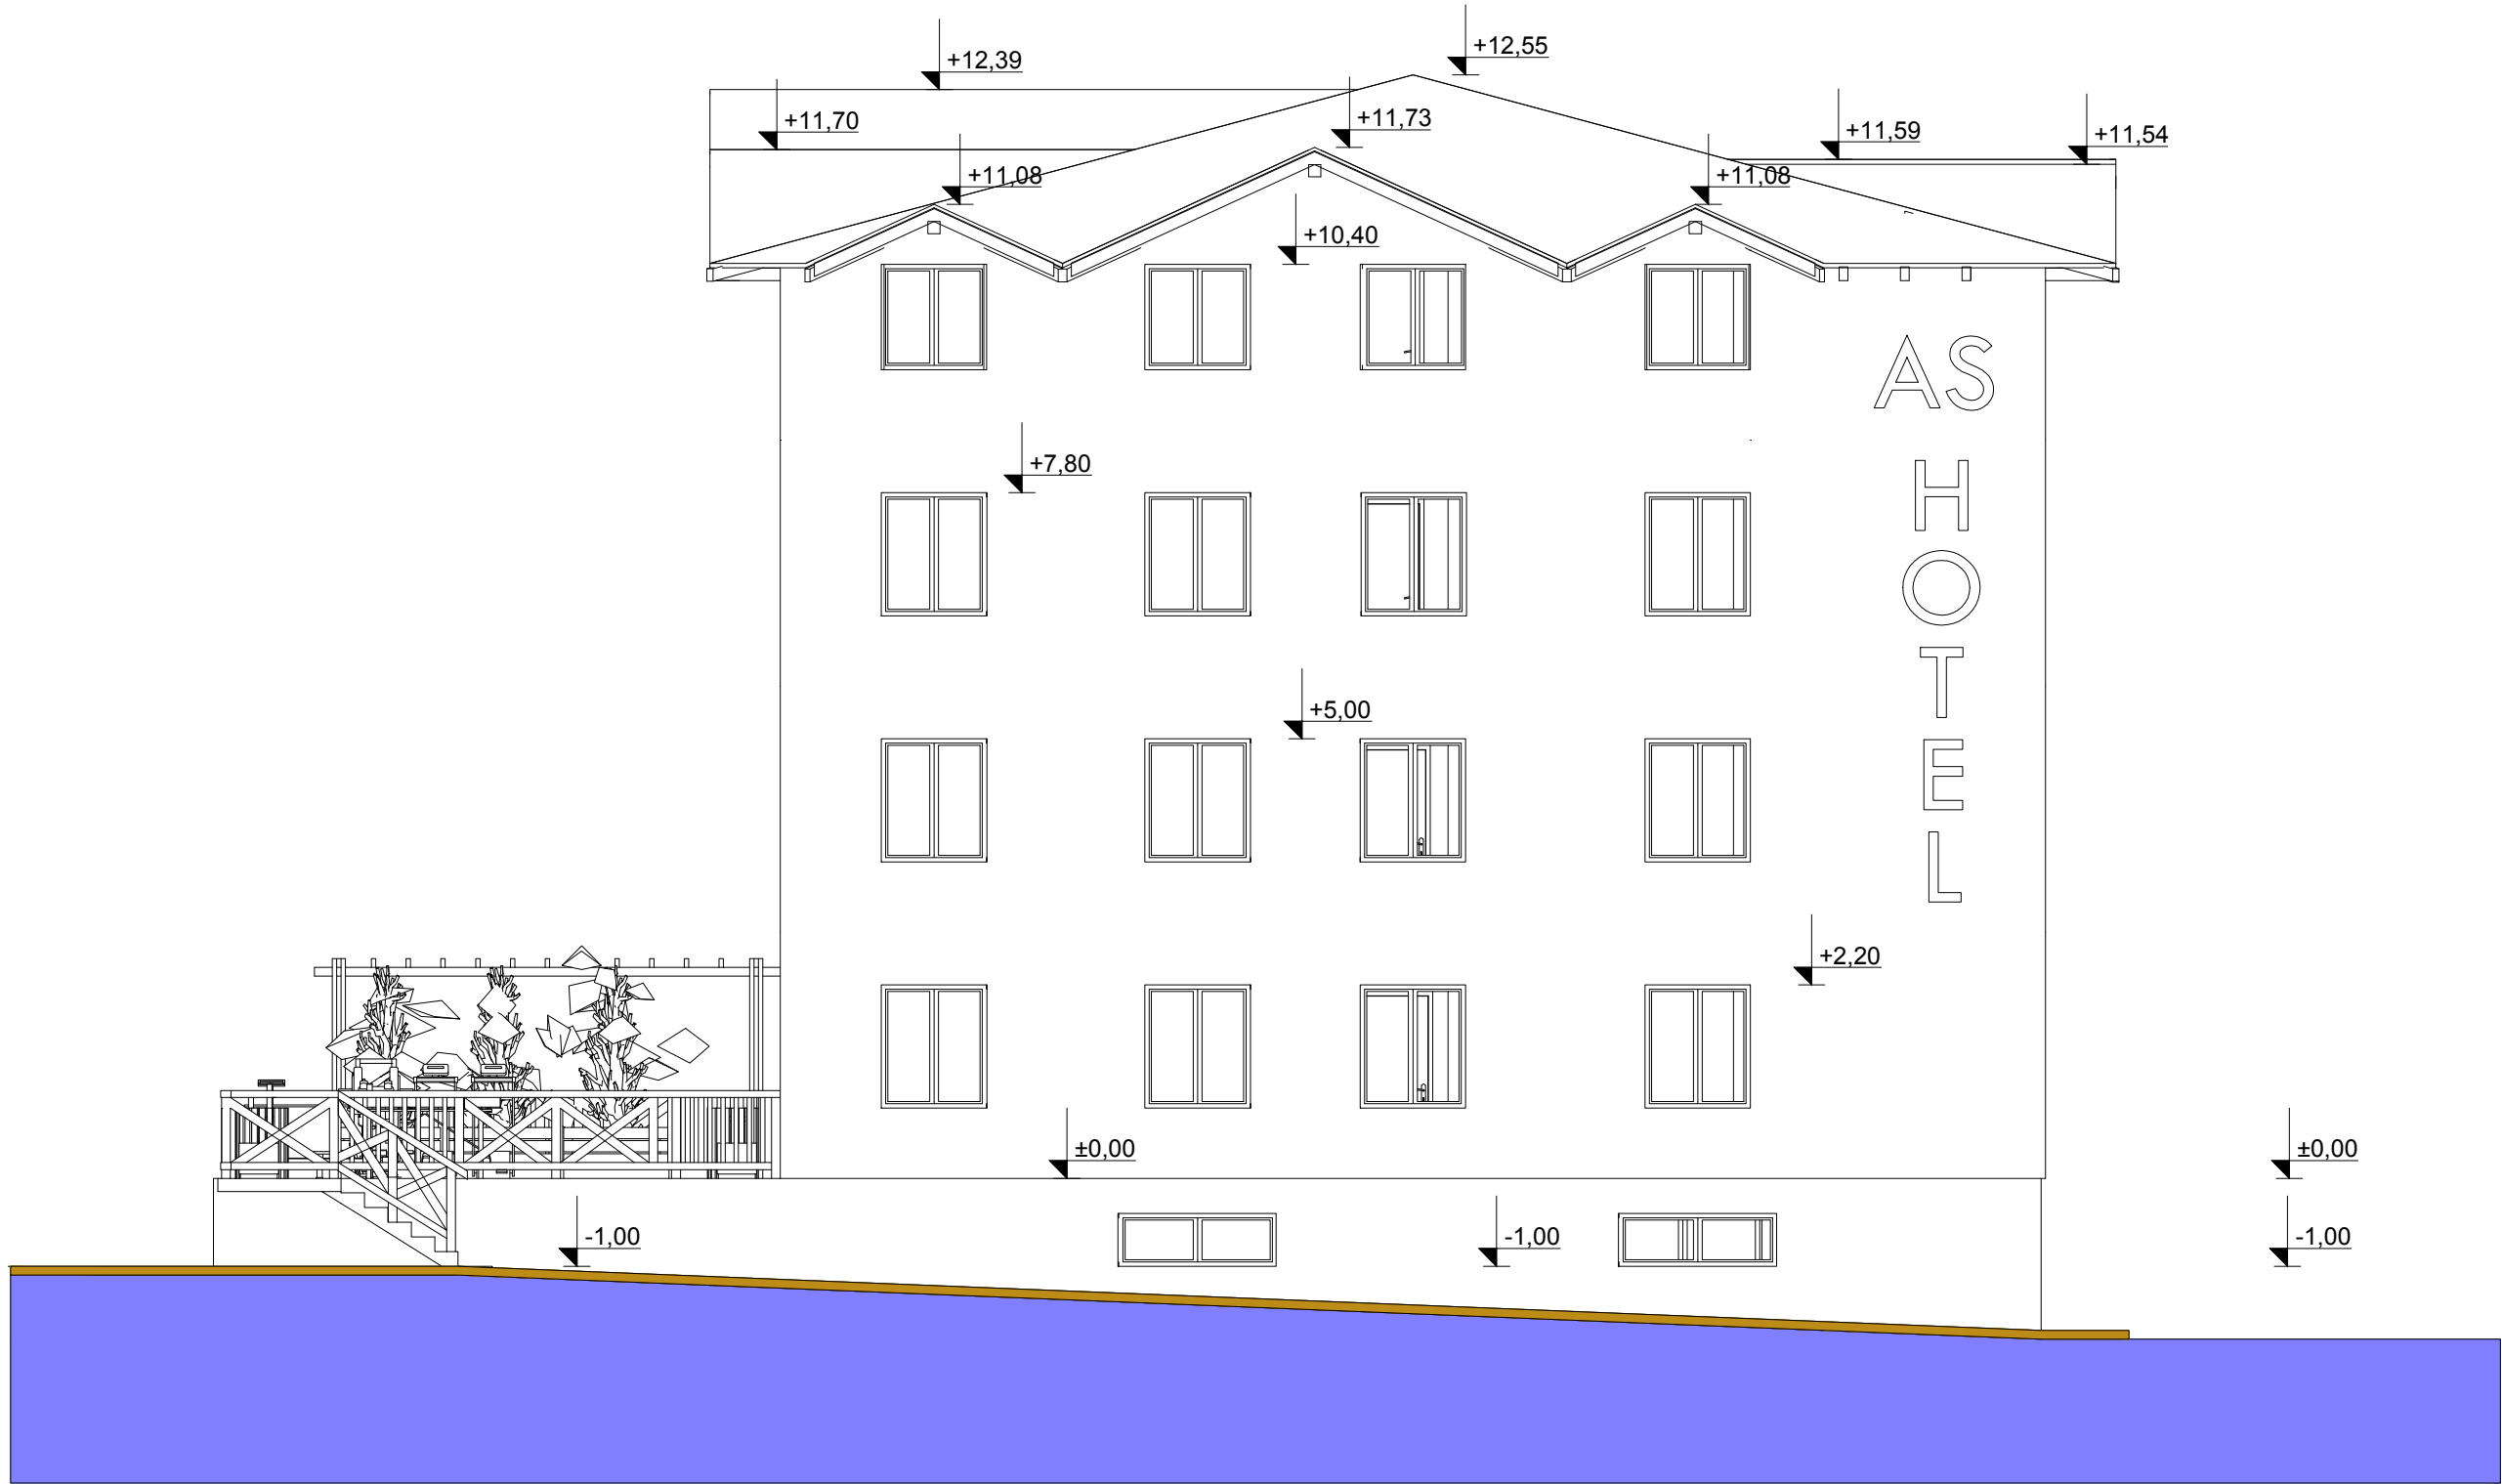 +12,55
+12,39
+11,70
+11,73
+11,59
+11,54
+11,08
+11,08
+10,40
AS
+7,80
H
O
T
+5,00
E
L
+2,20
±0,00
±0,00
-1,00
-1,00
-1,00